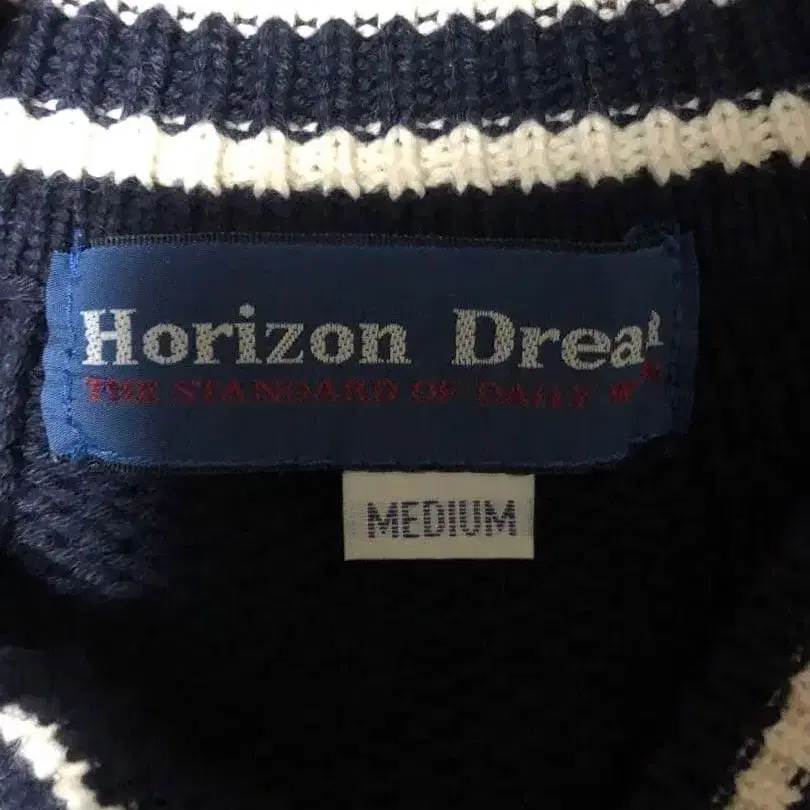 Horizon Drea
THE STANDARD OF DAILY
MEDIUM